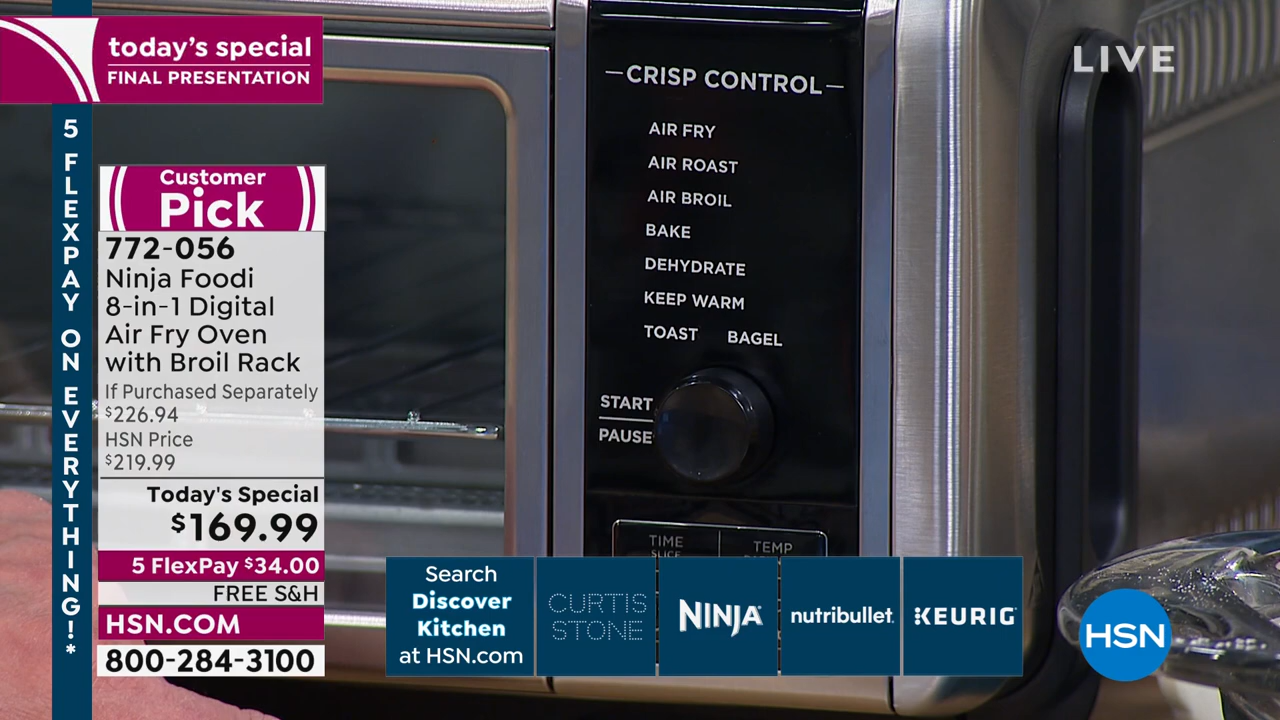 today's special
FINAL PRESENTATION
LIVE
5 FLEXPAY ON EVERYTHING!*
Customer
Pick
772-056
Ninja Foodi
8-in-1 Digital
Air Fry Oven
with Broil Rack
If Purchased Separately
$226.94
HSN Price
$219.99
Today's Special
$169.99
5 FlexPay $34.00
FREE S&H
HSN.COM
800-284-3100
CRISP CONTROL
AIR FRY
AIR ROAST
AIR BROIL
BAKE
DEHYDRATE
KEEP WARM
TOAST BAGEL
START
PAUSE
TIME TEMP
SLICE
Search
Discover
Kitchen
at HSN.com
CURTIS
STONE
NINJA
nutribullet.
KEURIG
HSN